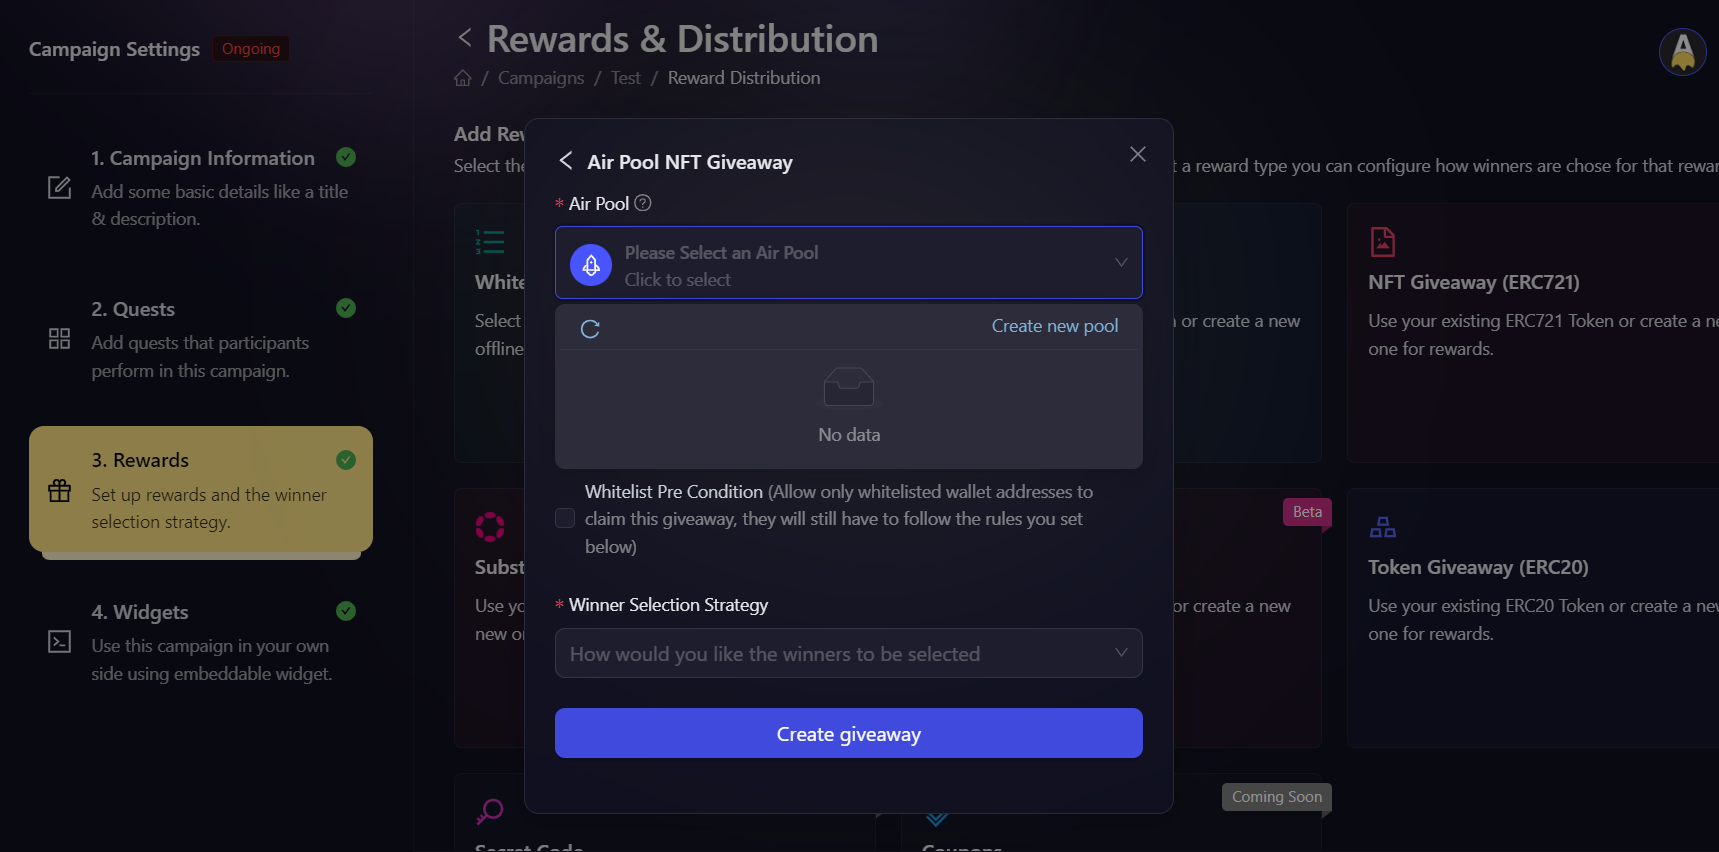 Campaign Settings Ongoing
1. Campaign Information
Add some basic details like a title
& description.
2. Quests
Add quests that participants
perform in this campaign.
3. Rewards
Set up rewards and the winner
selection strategy.
4. Widgets
Use this campaign in your own
side using embeddable widget.
Rewards & Distribution
/ Campaigns / Test / Reward Distribution
Add Rew
Select the
t a reward type you can configure how winners are chose for that rewar
Air Pool NFT Giveaway
* Air Pool
Please Select an Air Pool
Click to select
Create new pool
No data
Whitelist Pre Condition (Allow only whitelisted wallet addresses to
claim this giveaway, they will still have to follow the rules you set
below)
* Winner Selection Strategy
How would you like the winners to be selected
Create giveaway
White
Select
offline
or create a new
NFT Giveaway (ERC721)
Use your existing ERC721 Token or create a ne
one for rewards.
Subst
Use yo
new or
Beta
or create a new
Token Giveaway (ERC20)
Use your existing ERC20 Token or create a new
one for rewards.
Secret Code
Coming Soon
Coupons